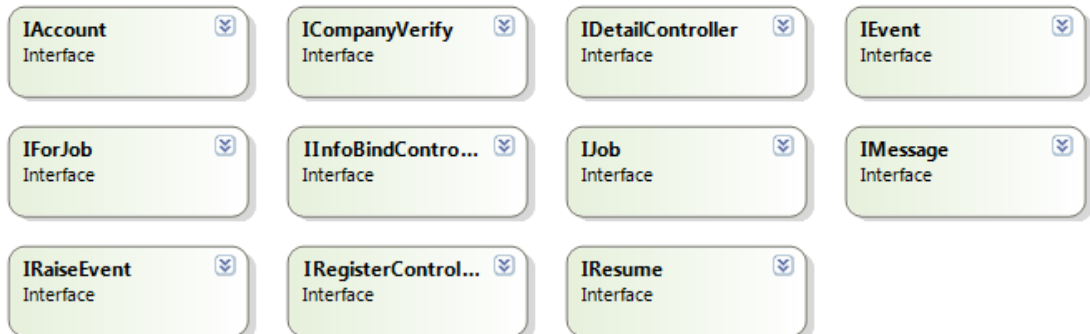 IAccount
Interface
ICompanyVerify
Interface
IDetailController
Interface
IEvent
Interface
IForJob
Interface
IInfoBindContro...
Interface
IJob
Interface
IMessage
Interface
IRaiseEvent
Interface
IRegisterControl...
Interface
IResume
Interface